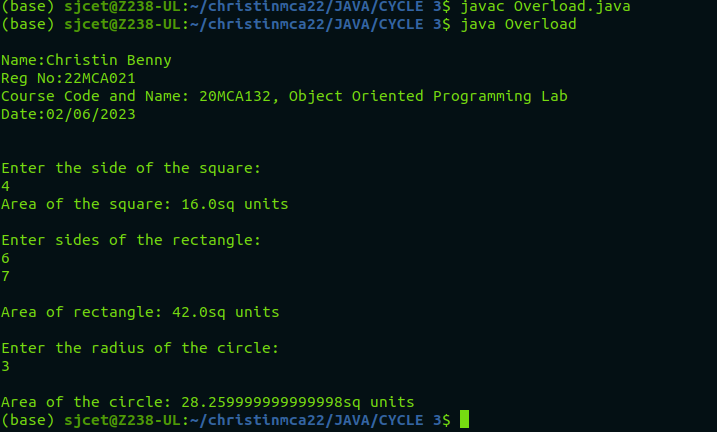 (base) sjcet@Z238-UL:~/christinmca22/JAVA/CYCLE 3$ javac Overload.java
(base) sjcet@Z238-UL:~/christinmca22/JAVA/CYCLE 3$ java Overload
Name:Christin Benny
Reg No:22MCA021
Course Code and Name: 20MCA132, Object Oriented Programming Lab
Date:02/06/2023
Enter the side of the square:
4
Area of the square: 16.0sq units
Enter sides of the rectangle:
6
7
Area of rectangle: 42.0sq units
Enter the radius of the circle:
3
Area of the circle: 28.259999999999998sq units
(base) sjcet@Z238-UL:~/christinmca22/JAVA/CYCLE 3$